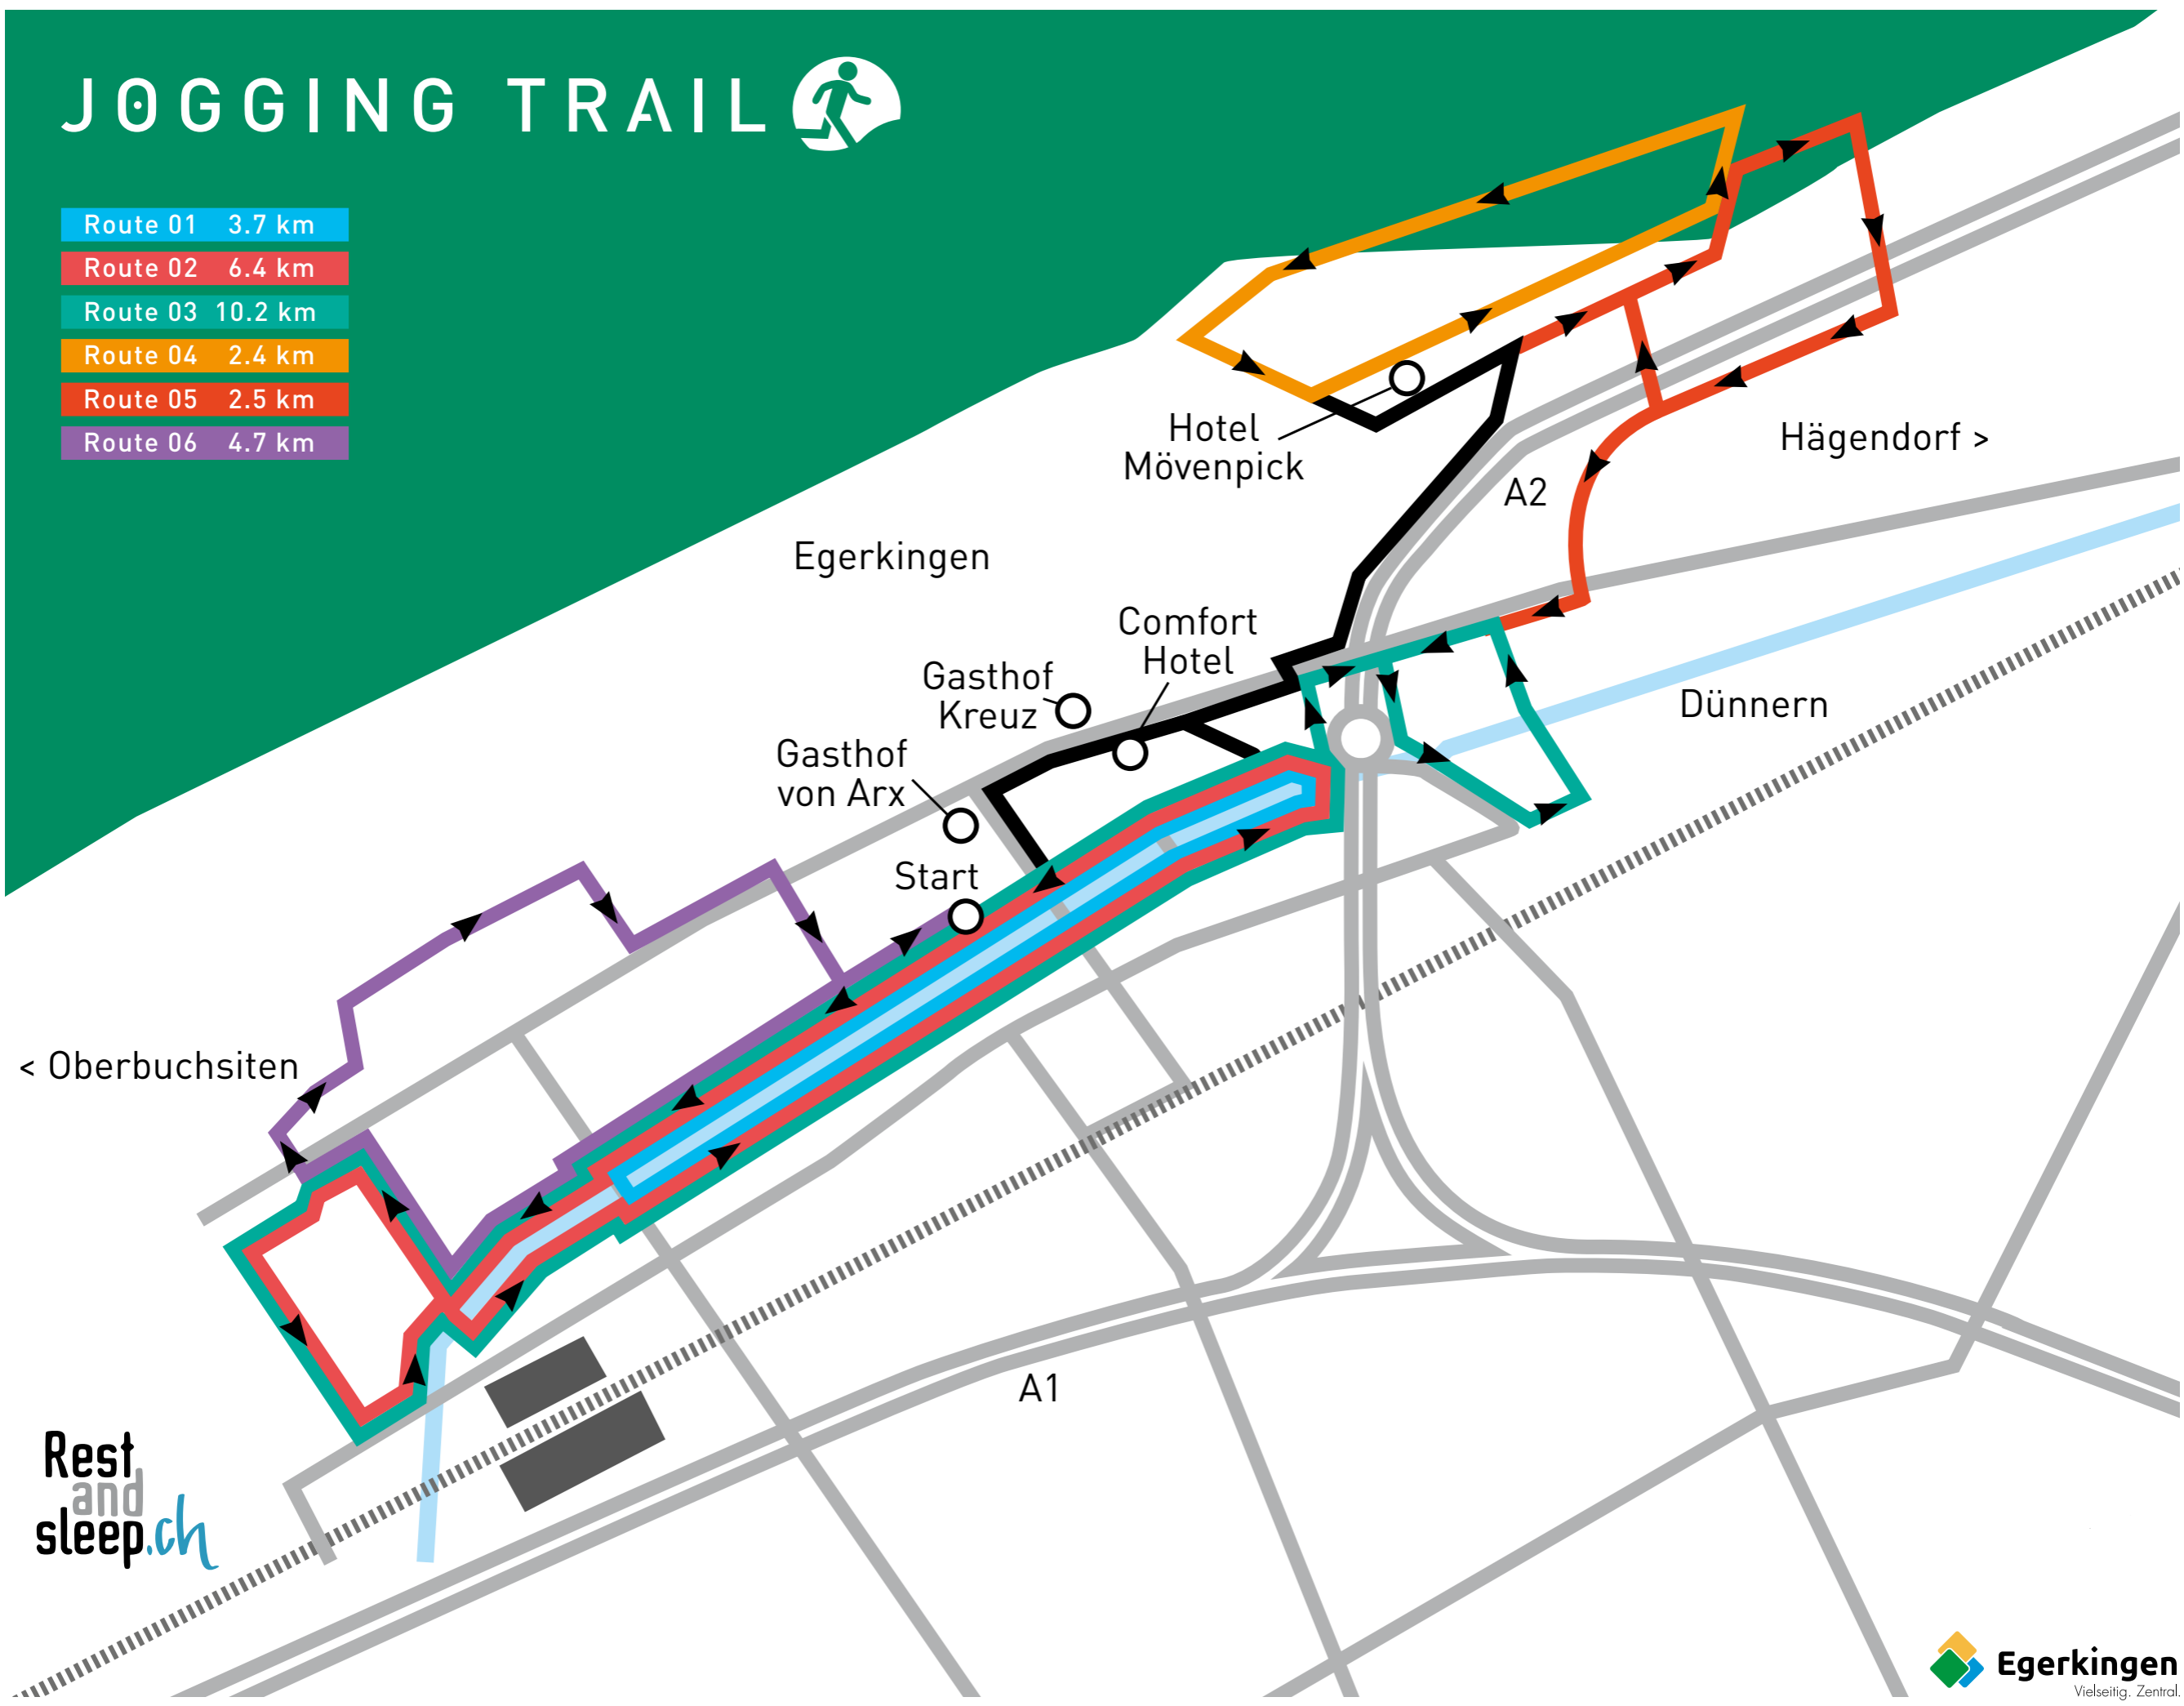 JOGGING TRAIL
Route 01 3.7 km
Route 02 6.4 km
Route 03 10.2 km
Route 04 2.4 km
Route 05 2.5 km
Route 06 4.7 km
Hotel
Mövenpick
Hägendorf >
A2
Egerkingen
Comfort
Hotel
Gasthof
Kreuz
Dünnern
Gasthof
von Arx
Start
< Oberbuchsiten
A1
Rest
and
sleep.ch
Egerkingen
Vielseitig. Zentral.